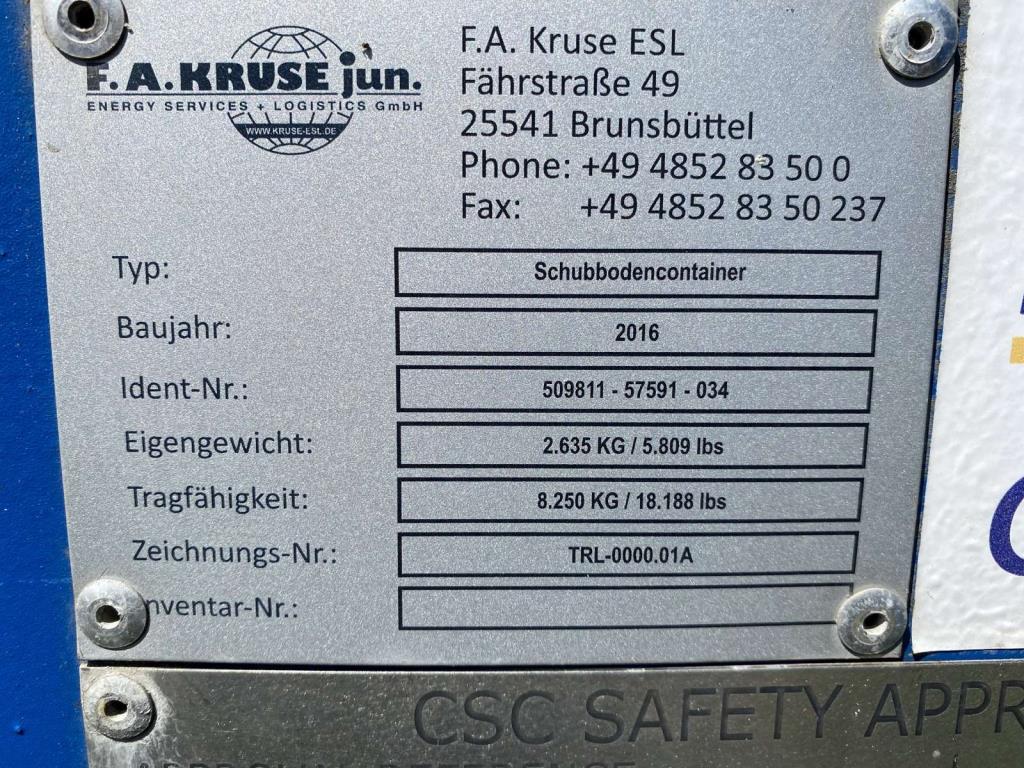 F.A.KRUSE jun.
ENERGY SERVICES + LOGISTICS GmbH
WWW.KRUSE-ESL.DE
F.A. Kruse ESL
Fährstraße 49
25541 Brunsbüttel
Phone: +49 4852 83 50 0
Fax: +49 4852 83 50 237
Typ: Schubbodencontainer
Baujahr: 2016
Ident-Nr.: 509811 - 57591 - 034
Eigengewicht: 2.635 KG / 5.809 lbs
Tragfähigkeit: 8.250 KG / 18.188 lbs
Zeichnungs-Nr.: TRL-0000.01A
nventar-Nr.:
CSC SAFETY APPR